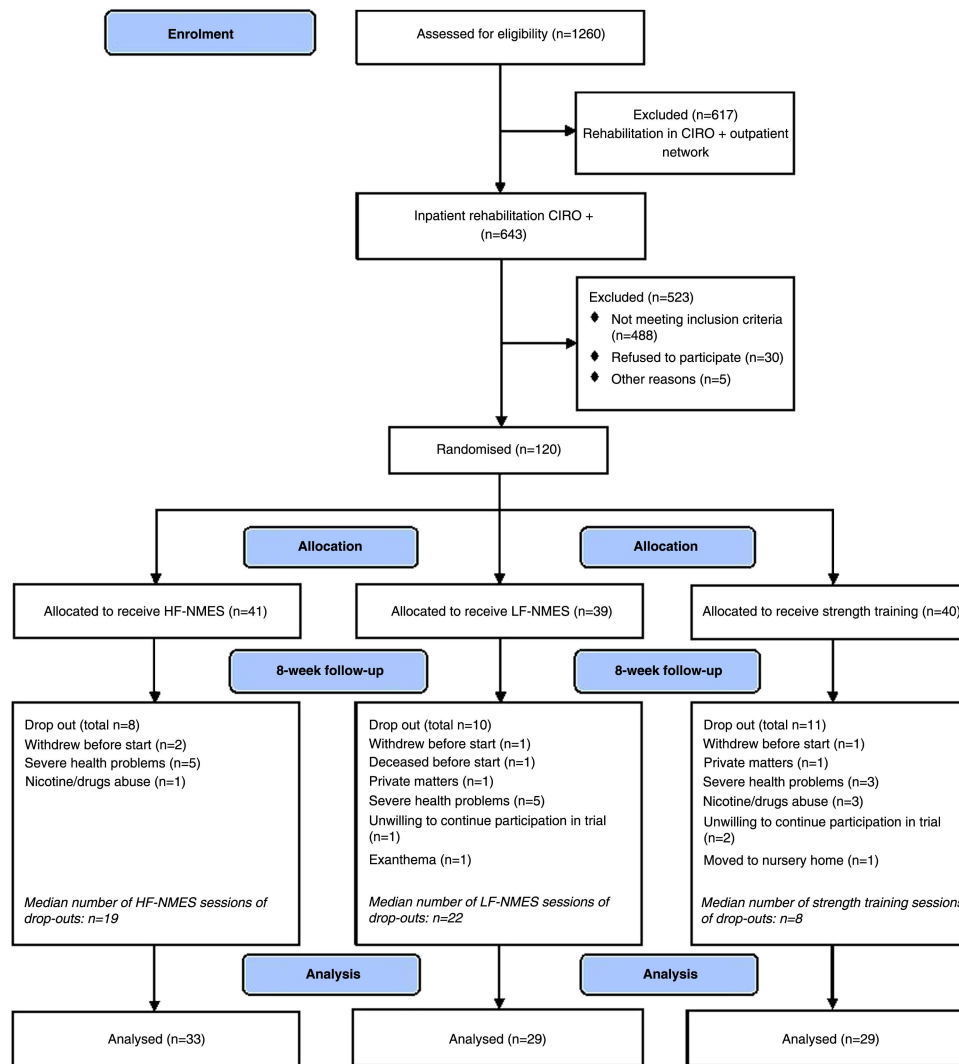 Enrolment
Assessed for eligibility (n=1260)
Excluded (n=617)
Rehabilitation in CIRO + outpatient
network
Inpatient rehabilitation CIRO +
(n=643)
Excluded (n=523)
♦ Not meeting inclusion criteria
(n=488)
♦ Refused to participate (n=30)
♦ Other reasons (n=5)
Randomised (n=120)
Allocation
Allocation
Allocated to receive HF-NMES (n=41)
Allocated to receive LF-NMES (n=39)
Allocated to receive strength training (n=40)
8-week follow-up
8-week follow-up
Drop out (total n=8)
Withdrew before start (n=2)
Severe health problems (n=5)
Nicotine/drugs abuse (n=1)
Median number of HF-NMES sessions of
drop-outs: n=19
Drop out (total n=10)
Withdrew before start (n=1)
Deceased before start (n=1)
Private matters (n=1)
Severe health problems (n=5)
Unwilling to continue participation in trial
(n=1)
Exanthema (n=1)
Median number of LF-NMES sessions of
drop-outs: n=22
Drop out (total n=11)
Withdrew before start (n=1)
Private matters (n=1)
Severe health problems (n=3)
Nicotine/drugs abuse (n=3)
Unwilling to continue participation in trial
(n=2)
Moved to nursery home (n=1)
Median number of strength training sessions
of drop-outs: n=8
Analysis
Analysis
Analysed (n=33)
Analysed (n=29)
Analysed (n=29)